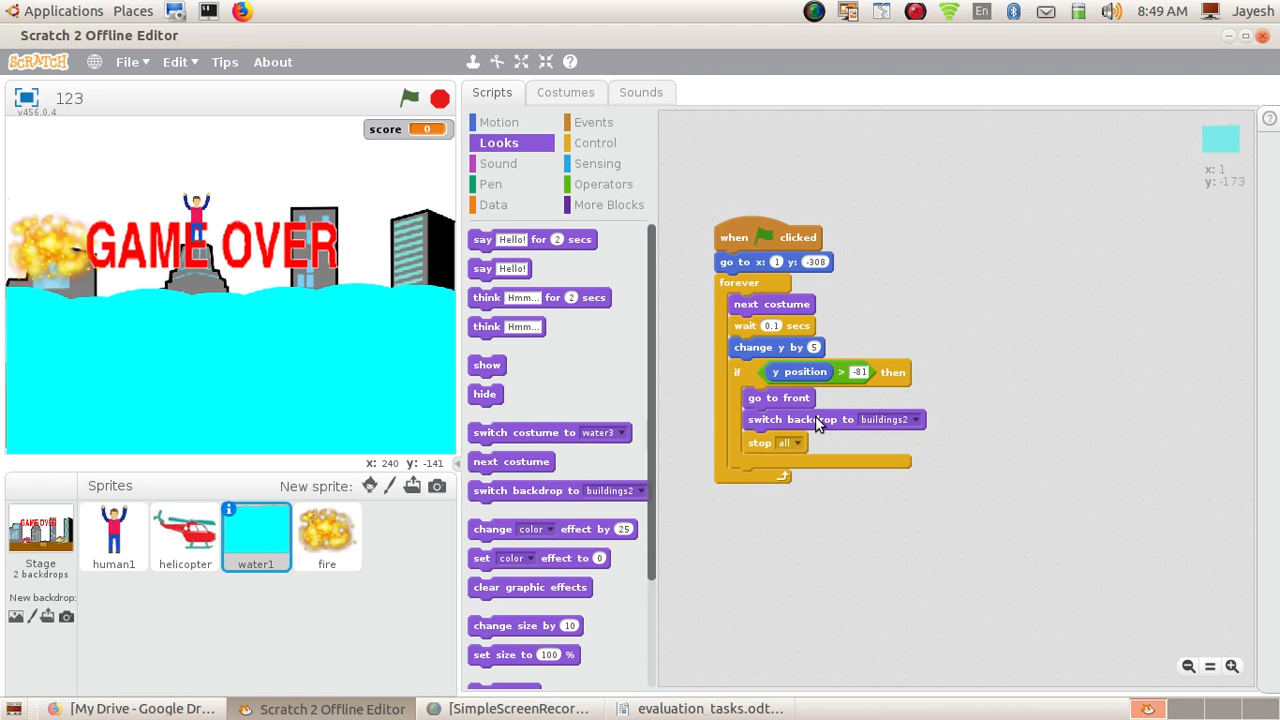 Applications Places En 8:49 AM Jayesh
Scratch 2 Offline Editor
SCRATCH File Edit Tips About
123
v456.0.4
score 0
GAME OVER
x: 240 y: -141
Sprites New sprite:
GAME OVER
Stage
2 backdrops
New backdrop:
human1 helicopter water1 fire
Scripts Costumes Sounds
Motion Events
Looks Control
Sound Sensing
Pen Operators
Data More Blocks
say Hello! for 2 secs
say Hello!
think Hmm... for 2 secs
think Hmm...
show
hide
switch costume to water3
next costume
switch backdrop to buildings2
change color effect by 25
set color effect to 0
clear graphic effects
change size by 10
set size to 100 %
x: 1
y: -173
when clicked
go to x: 1 y: -308
forever
next costume
wait 0.1 secs
change y by 5
if y position > -81 then
go to front
switch backdrop to buildings2
stop all
[My Drive - Google Dr... Scratch 2 Offline Editor [SimpleScreenRecor... evaluation_tasks.odt...